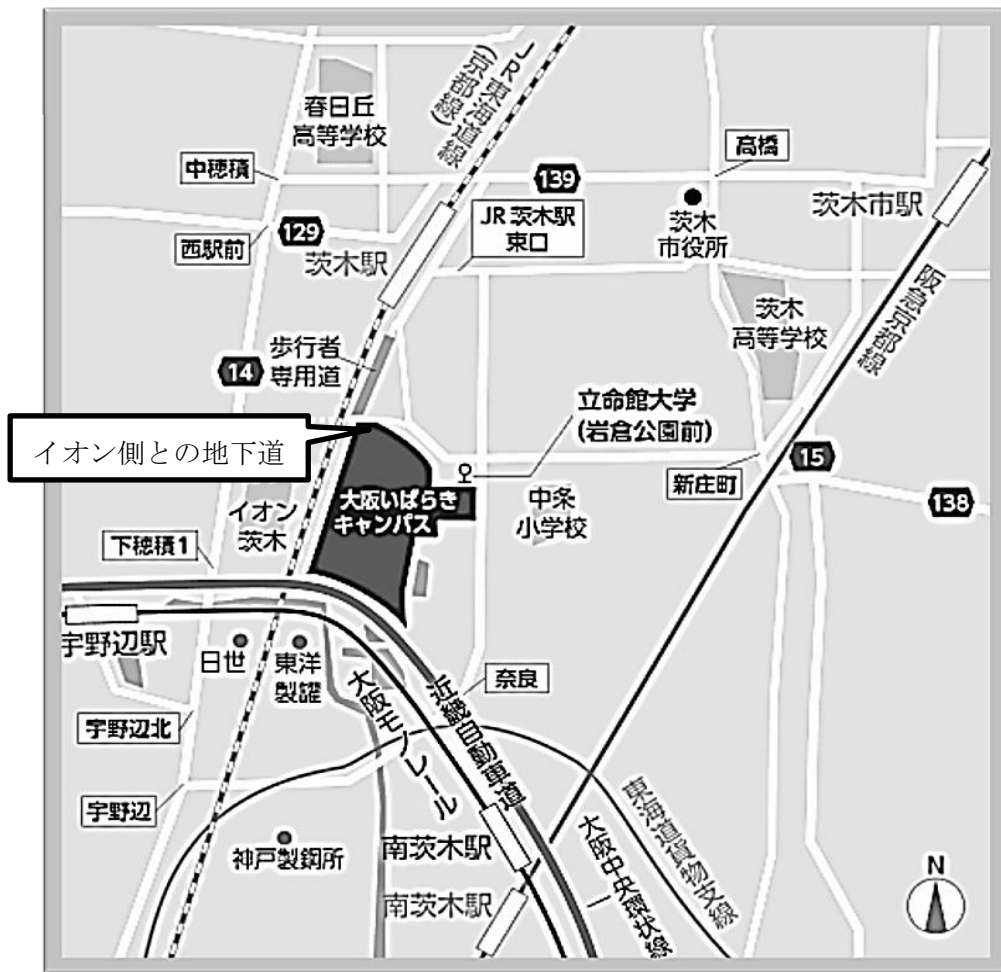 JR東海道線
(京都線)
春日丘
高等学校
中穂積
139
高橋
茨木市駅
茨木
市役所
JR茨木駅
東口
129
西駅前
茨木駅
阪急京都線
茨木
高等学校
歩行者
専用道
14
立命館大学
(岩倉公園前)
イオン側との地下道
15
新庄町
138
大阪いばらき
キャンパス
中条
小学校
イオン
茨木
下穂積1
宇野辺駅
日世
東洋
製罐
奈良
大阪モノレール
近畿自動車道
宇野辺北
宇野辺
東海道貨物支線
神戸製鋼所
南茨木駅
大阪中央環状線
南茨木駅
N